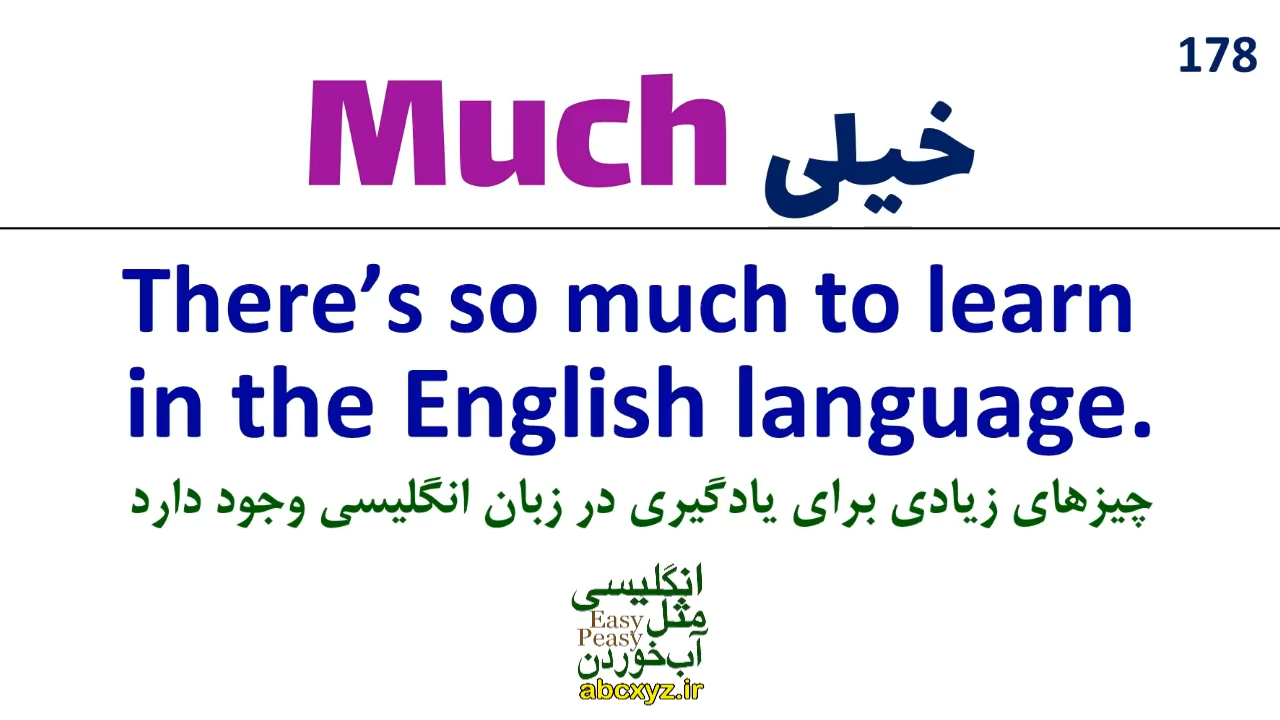 178
Much خیلی
There’s so much to learn
in the English language.
چیزهای زیادی برای یادگیری در زبان انگلیسی وجود دارد
انگلیسی
مثل
Easy
Peasy
آب‌خوردن
abcxyz.ir